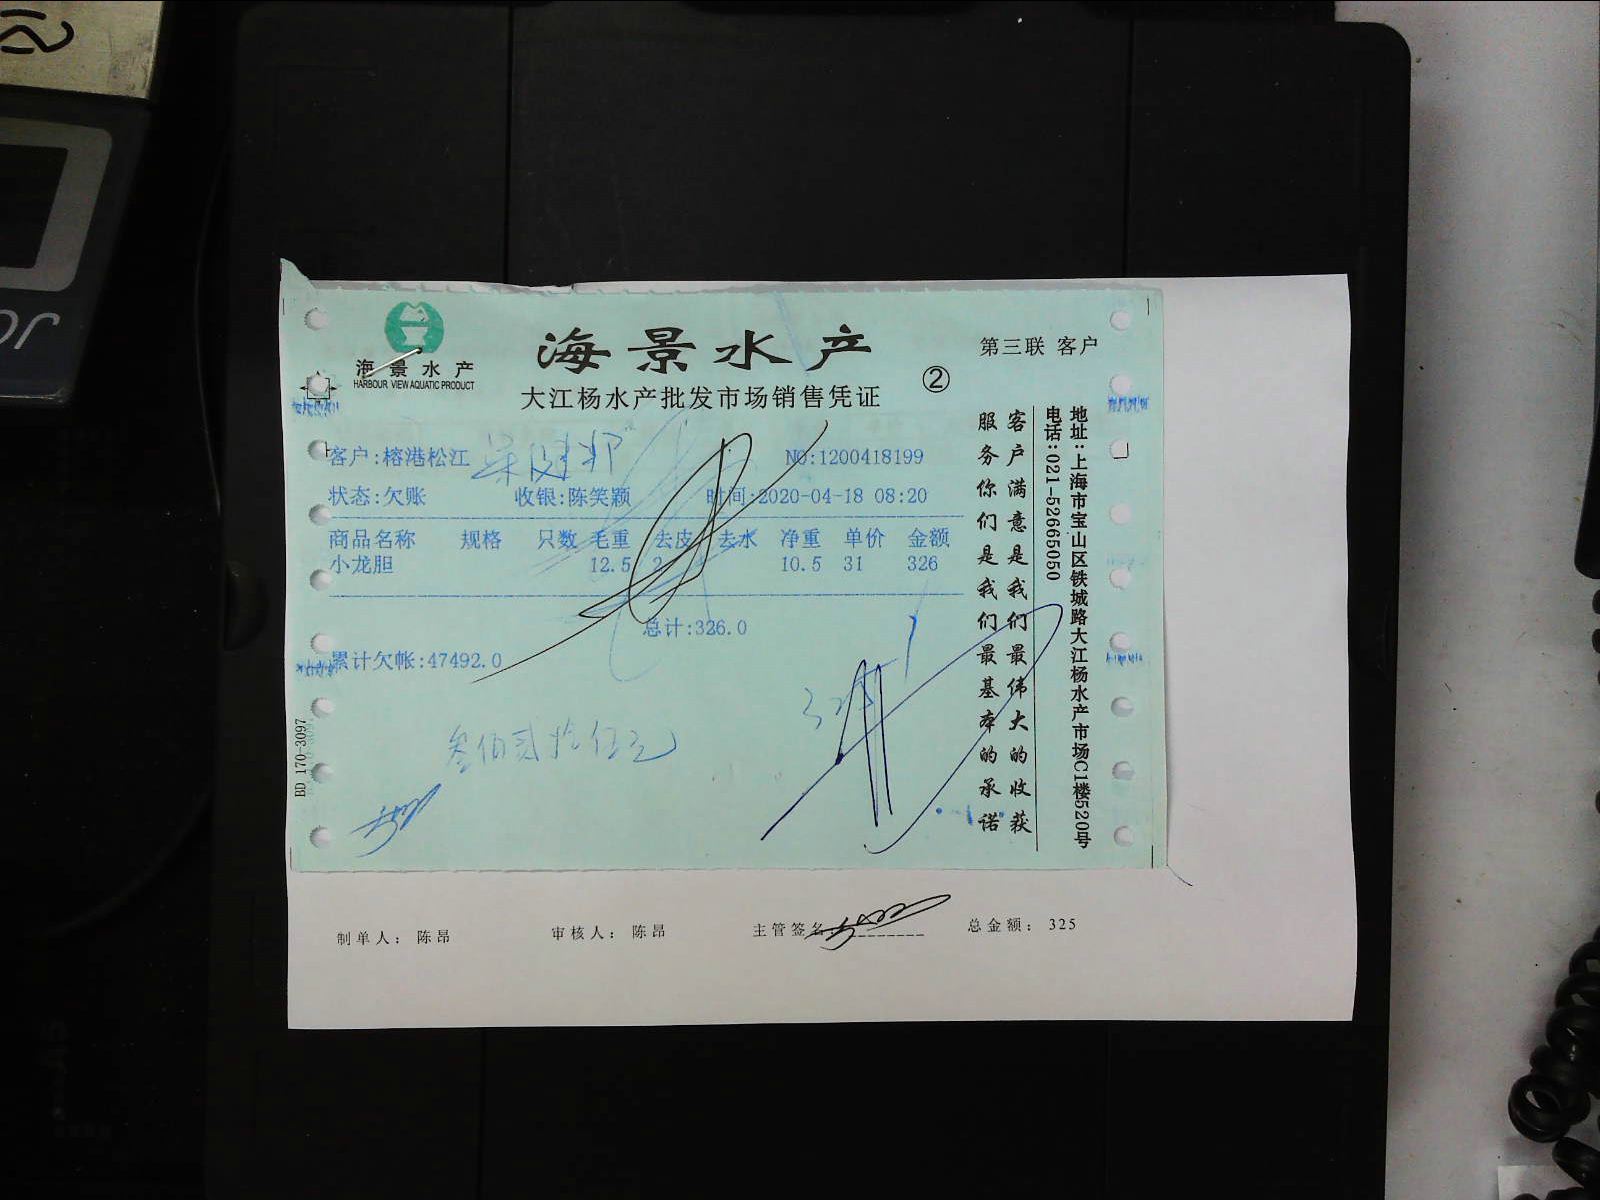 海景水产
HARBOUR VIEW AQUATIC PRODUCT
海景水产
大江杨水产批发市场销售凭证
②
第三联 客户
客户:榕港松江
NO:1200418199
状态:欠账 收银:陈笑颖 时间:2020-04-18 08:20
商品名称 规格 只数 毛重 去皮 去水 净重 单价 金额
小龙胆 12.5 2 10.5 31 326
总计:326.0
累计欠帐:47492.0
叁佰贰拾伍元
325
客户满意是我们最伟大的收获
服务你们是我们最基本的承诺
地址:上海市宝山区铁城路大江杨水产市场C1楼520号
电话:021-52665050
BD 170-3097
制单人: 陈昂 审核人: 陈昂 主管签名: 总金额: 325